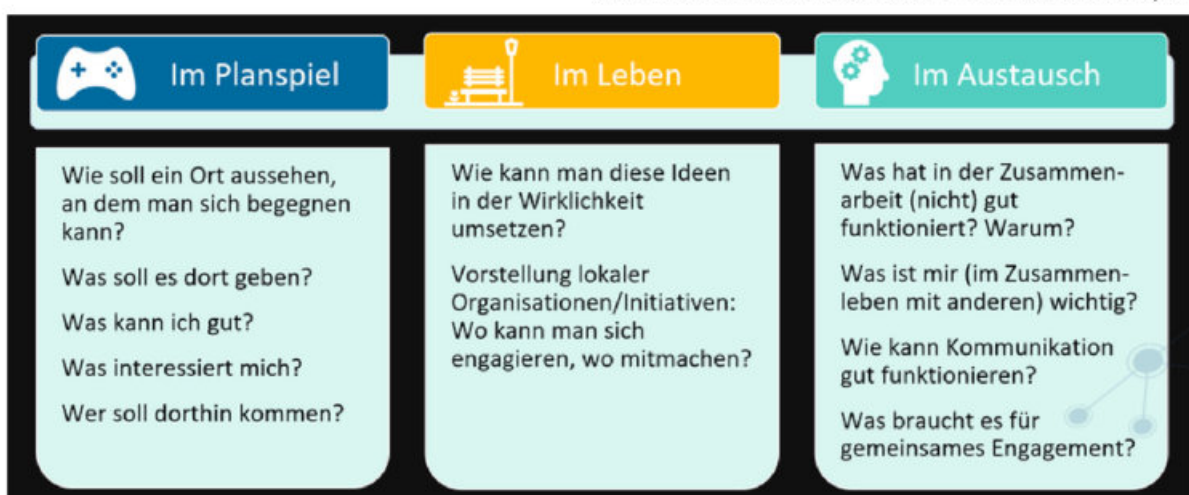 Im Planspiel
Wie soll ein Ort aussehen,
an dem man sich begegnen
kann?
Was soll es dort geben?
Was kann ich gut?
Was interessiert mich?
Wer soll dorthin kommen?
Im Leben
Wie kann man diese Ideen
in der Wirklichkeit
umsetzen?
Vorstellung lokaler
Organisationen/Initiativen:
Wo kann man sich
engagieren, wo mitmachen?
Im Austausch
Was hat in der Zusammen-
arbeit (nicht) gut
funktioniert? Warum?
Was ist mir (im Zusammen-
leben mit anderen) wichtig?
Wie kann Kommunikation
gut funktionieren?
Was braucht es für
gemeinsames Engagement?